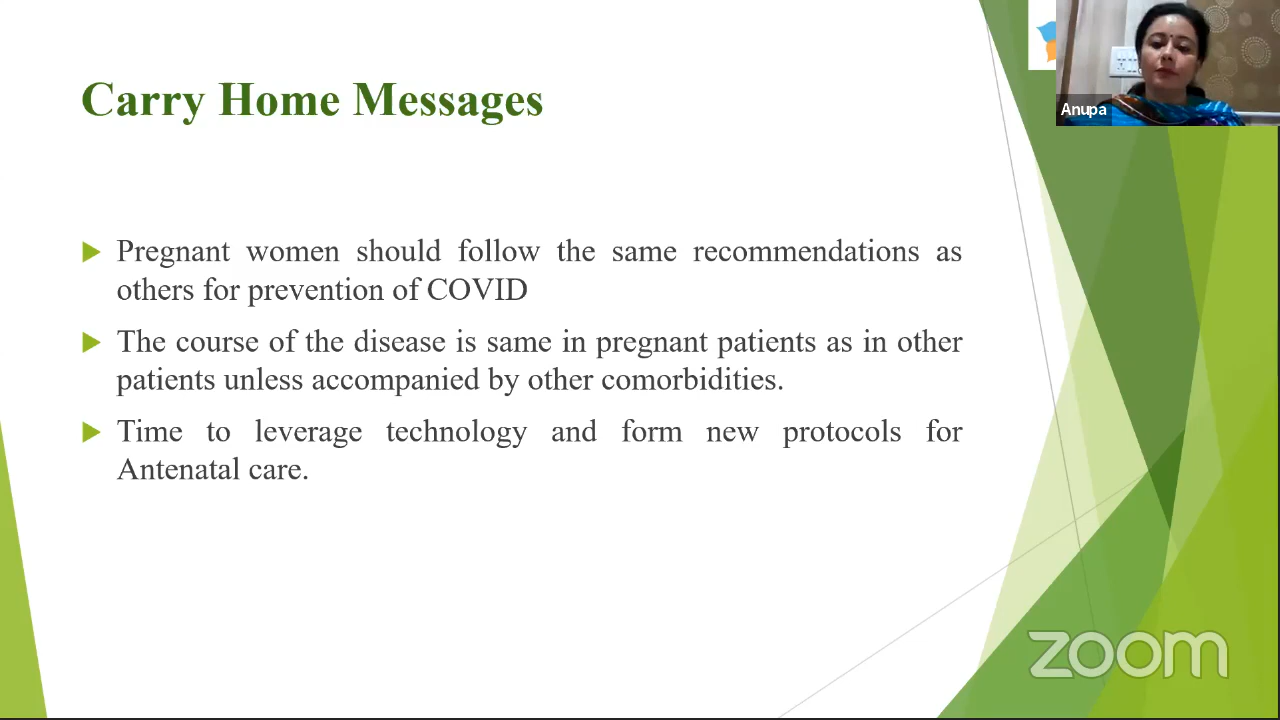 Carry Home Messages
Anupa
Pregnant women should follow the same recommendations as
others for prevention of COVID
The course of the disease is same in pregnant patients as in other
patients unless accompanied by other comorbidities.
Time to leverage technology and form new protocols for
Antenatal care.
zoom